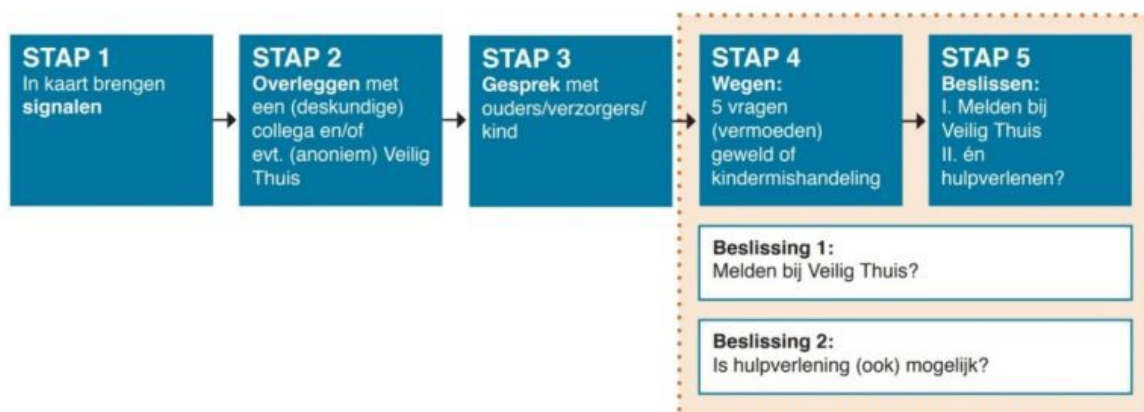 STAP 1
In kaart brengen
signalen
STAP 2
Overleggen met
een (deskundige)
collega en/of
evt. (anoniem) Veilig
Thuis
STAP 3
Gesprek met
ouders/verzorgers/
kind
STAP 4
Wegen:
5 vragen
(vermoeden)
geweld of
kindermishandeling
STAP 5
Beslissen:
I. Melden bij
Veilig Thuis
II. én
hulpverlenen?
Beslissing 1:
Melden bij Veilig Thuis?
Beslissing 2:
Is hulpverlening (ook) mogelijk?